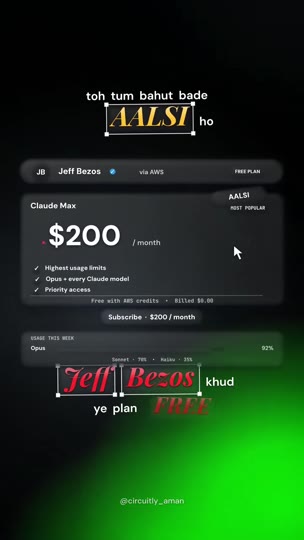 toh tum bahut bade
AALSI ho
JB Jeff Bezos via AWS FREE PLAN
AALSI
Claude Max MOST POPULAR
$200 / month
✓ Highest usage limits
✓ Opus + every Claude model
✓ Priority access
Free with AWS credits • Billed $0.00
Subscribe · $200 / month
USAGE THIS WEEK
Opus 92%
Sonnet · 70% • Haiku · 35%
Jeff Bezos khud
ye plan FREE
@circuitly_aman